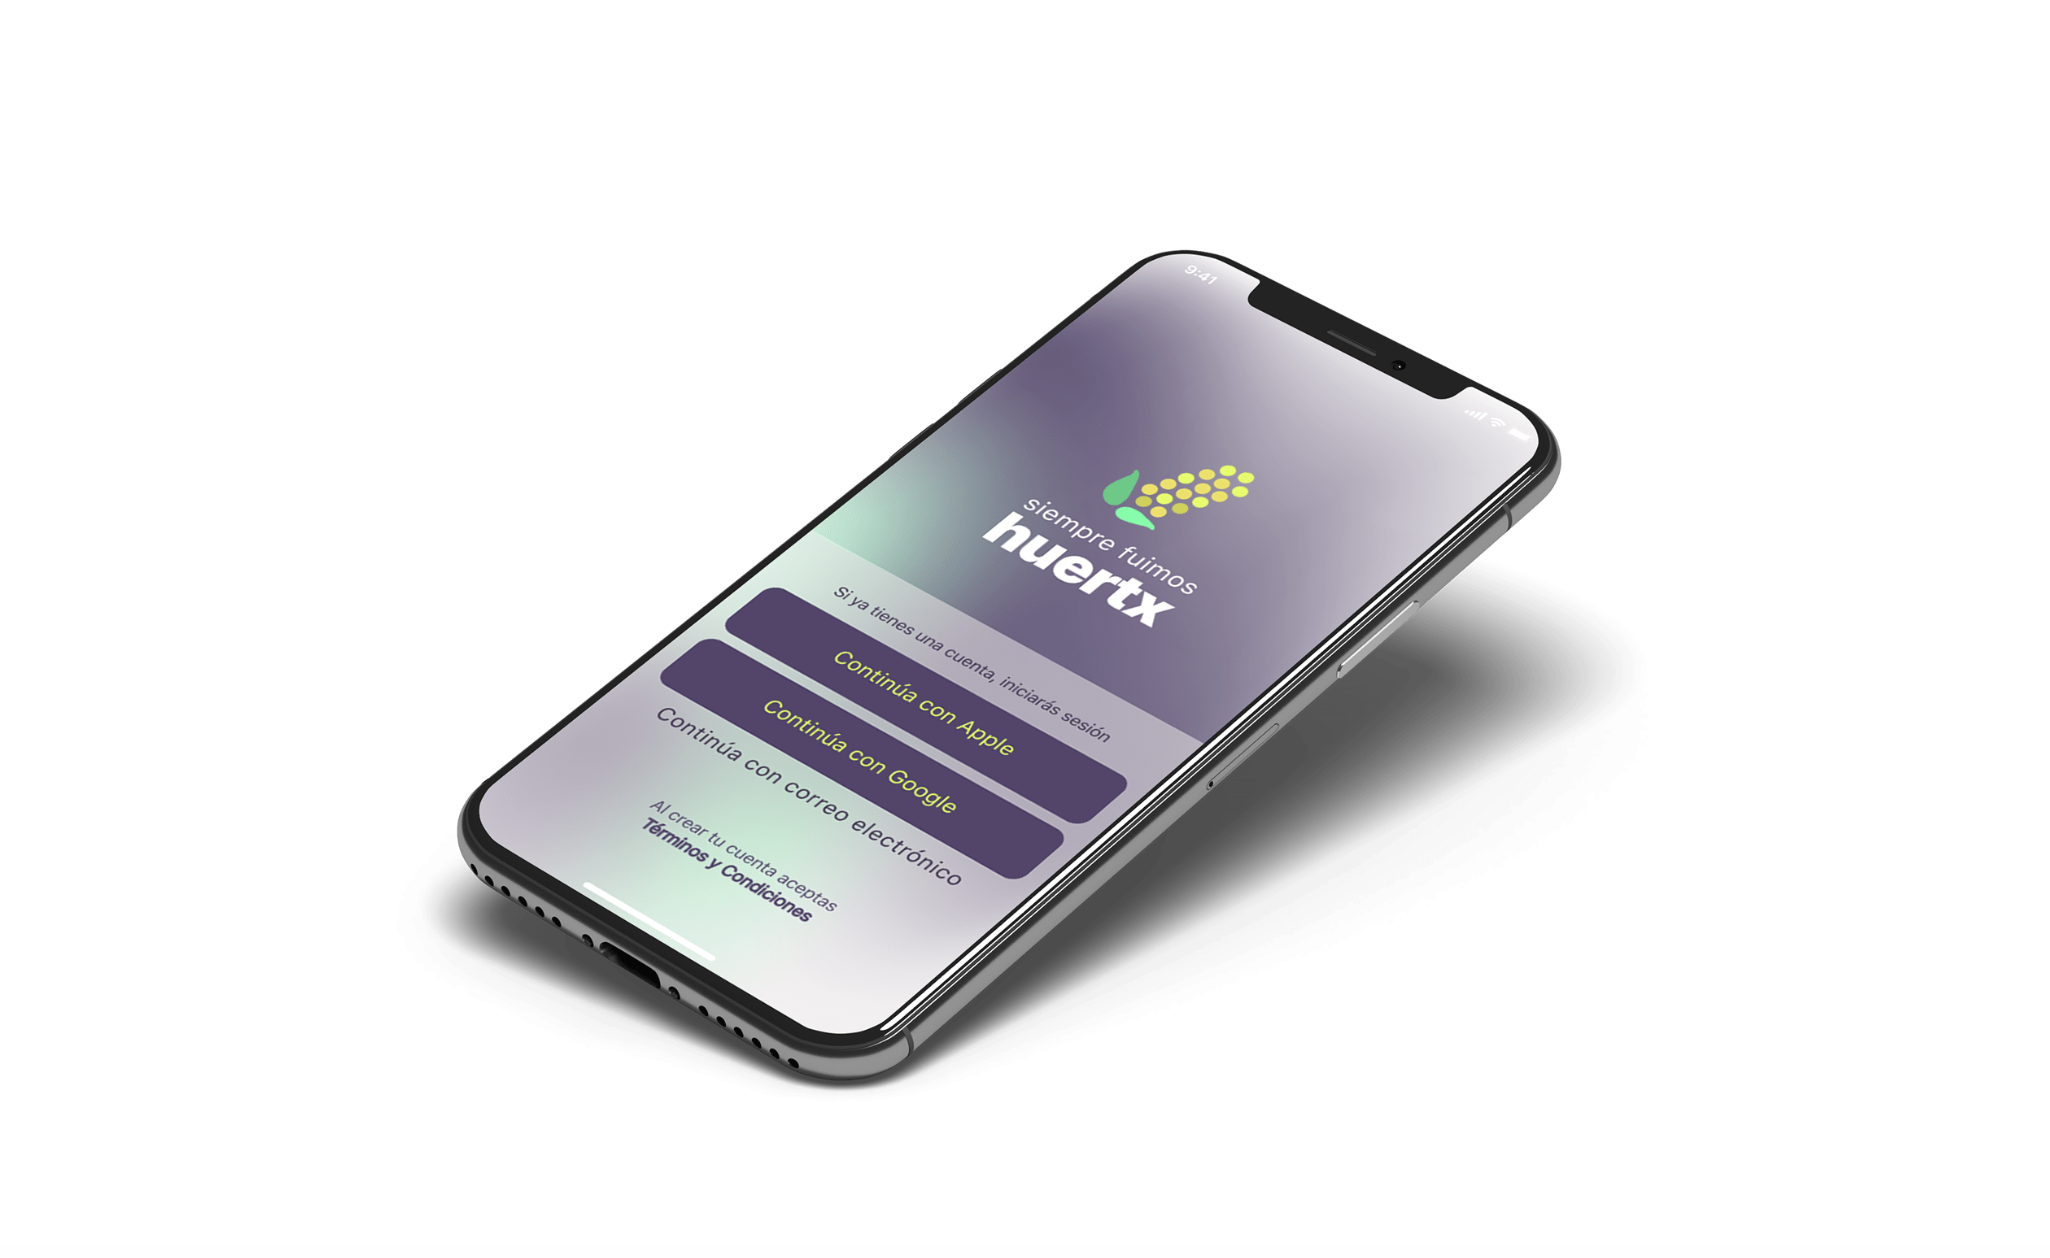 9:41
siempre fuimos
huertx
Si ya tienes una cuenta, iniciarás sesión
Continúa con Apple
Continúa con Google
Continúa con correo electrónico
Al crear tu cuenta aceptas
Términos y Condiciones